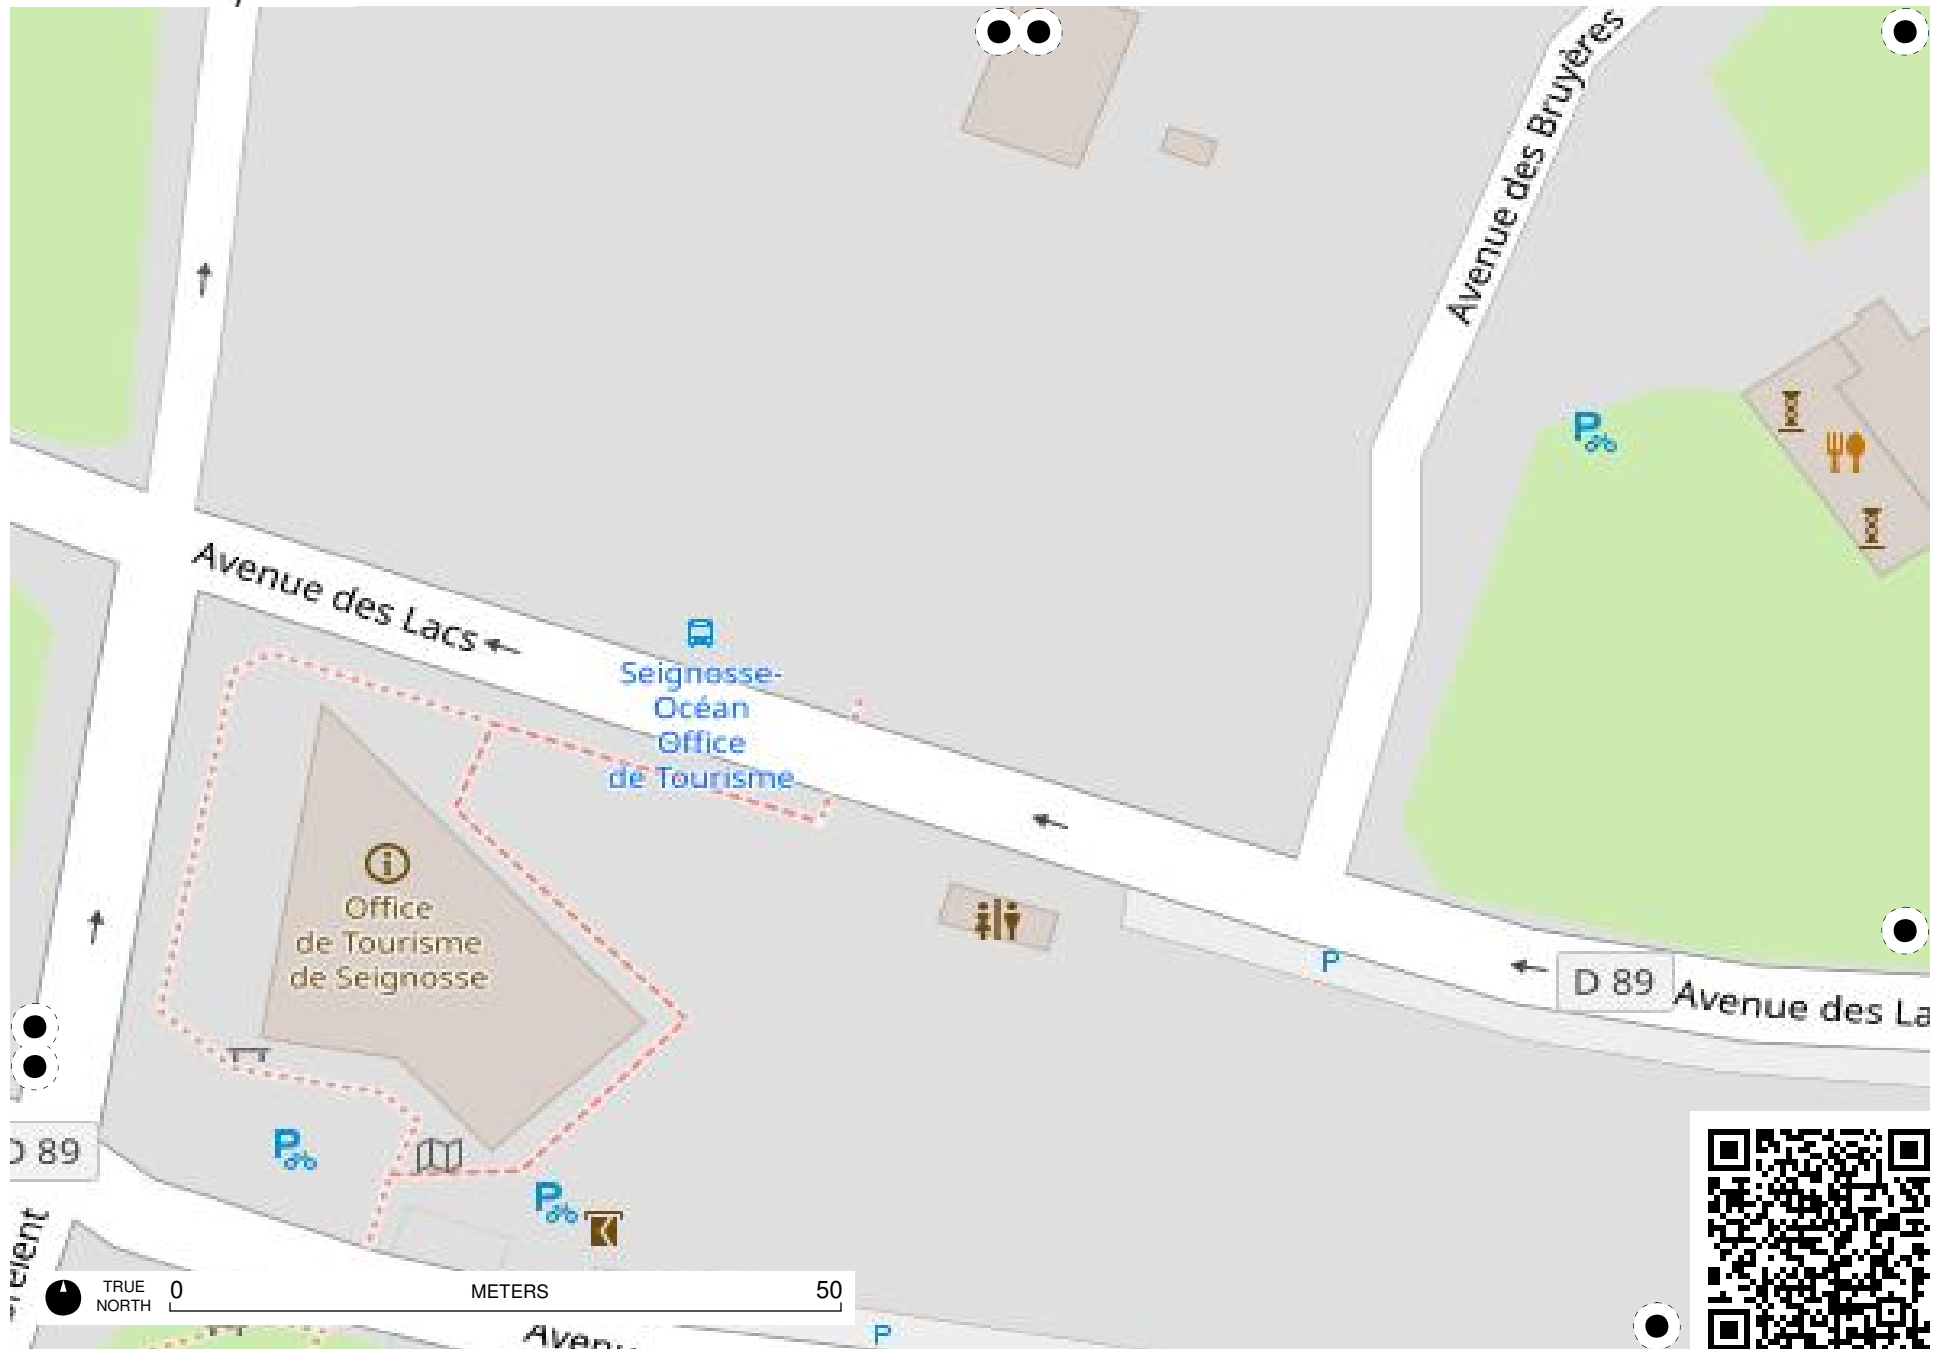 Avenue des Bruyères
Avenue des Lacs
Seignosse-
Océan
Office
de Tourisme
P
P
Office
de Tourisme
de Seignosse
P
D 89
Avenue des La
D 89
P
P
TRUE
NORTH
0
METERS
50
Avenu
P